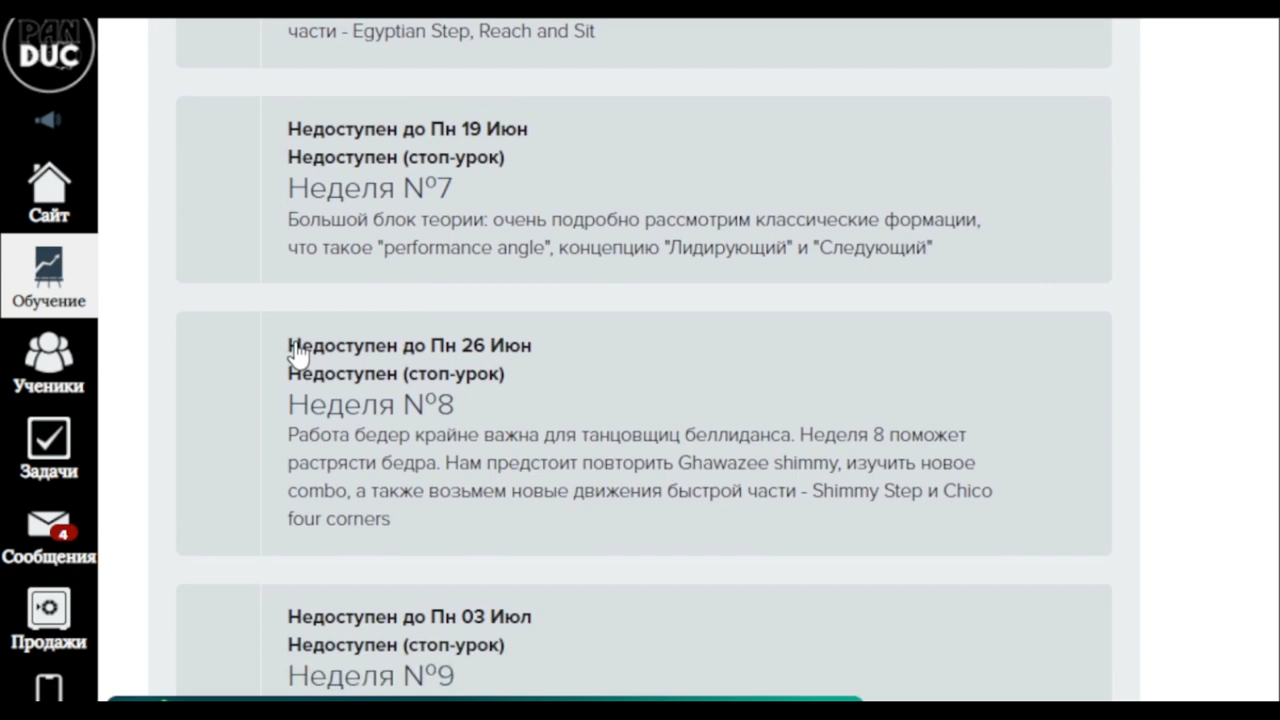 PAN
DUC
Сайт
Обучение
Ученики
Задачи
4
Сообщения
Продажи
части - Egyptian Step, Reach and Sit
Недоступен до Пн 19 Июн
Недоступен (стоп-урок)
Неделя №7
Большой блок теории: очень подробно рассмотрим классические формации,
что такое "performance angle", концепцию "Лидирующий" и "Следующий"
Недоступен до Пн 26 Июн
Недоступен (стоп-урок)
Неделя №8
Работа бедер крайне важна для танцовщиц беллиданса. Неделя 8 поможет
растрясти бедра. Нам предстоит повторить Ghawazee shimmy, изучить новое
combo, а также возьмем новые движения быстрой части - Shimmy Step и Chico
four corners
Недоступен до Пн 03 Июл
Недоступен (стоп-урок)
Неделя №9